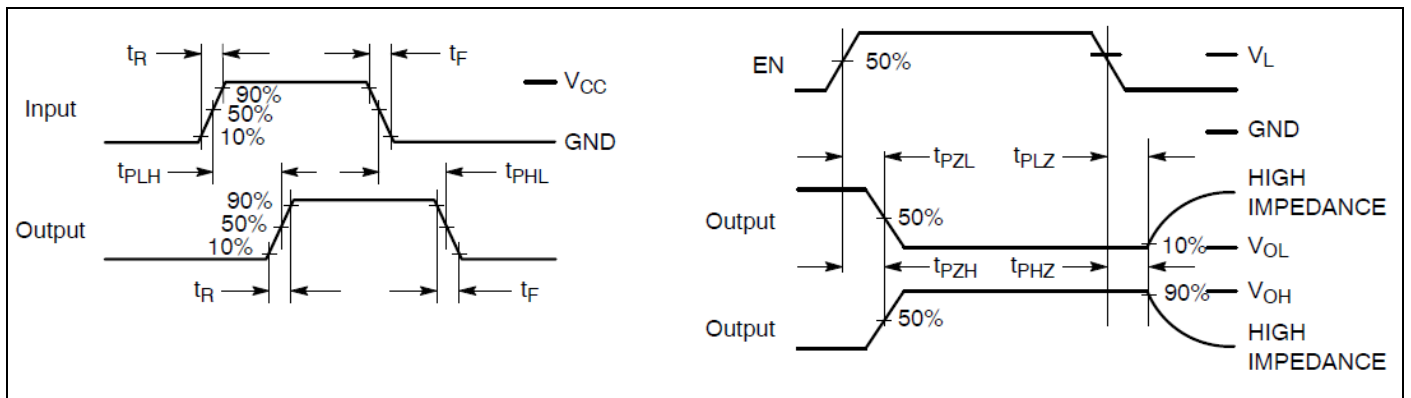 tR
tF
Input
90%
50%
10%
VCC
GND
tPLH
tPHL
Output
90%
50%
10%
tR
tF
EN
50%
VL
GND
tPZL
tPLZ
HIGH
IMPEDANCE
Output
50%
10%
VOL
tPZH
tPHZ
90%
VOH
Output
50%
HIGH
IMPEDANCE